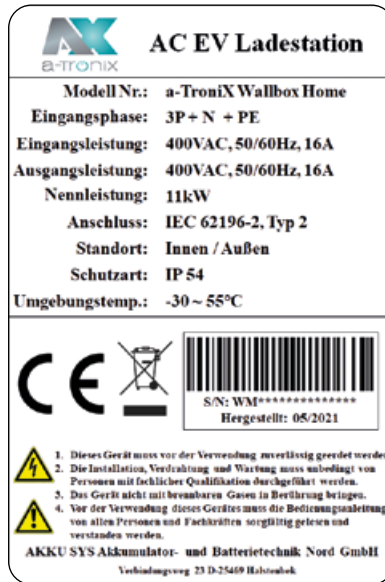 a-TroniX
AC EV Ladestation
Modell Nr.: a-TroniX Wallbox Home
Eingangsphase: 3P + N + PE
Eingangsleistung: 400VAC, 50/60Hz, 16A
Ausgangsleistung: 400VAC, 50/60Hz, 16A
Nennleistung: 11kW
Anschluss: IEC 62196-2, Typ 2
Standort: Innen / Außen
Schutzart: IP 54
Umgebungstemp.: -30 ~ 55°C
CE
S/N: WM**************
Hergestellt: 05/2021
1. Dieses Gerät muss vor der Verwendung zuverlässig geerdet werden
2. Die Installation, Verdrahtung und Wartung muss unbedingt von
Personen mit fachlicher Qualifikation durchgeführt werden.
3. Das Gerät nicht mit brennbaren Gasen in Berührung bringen.
4. Vor der Verwendung dieses Gerätes muss die Bedienungsanleitung
von allen Personen und Fachkräften sorgfältig gelesen und
verstanden werden.
AKKU SYS Akkumulator- und Batterietechnik Nord GmbH
Verbindungsweg 23 D-25469 Halstenbek